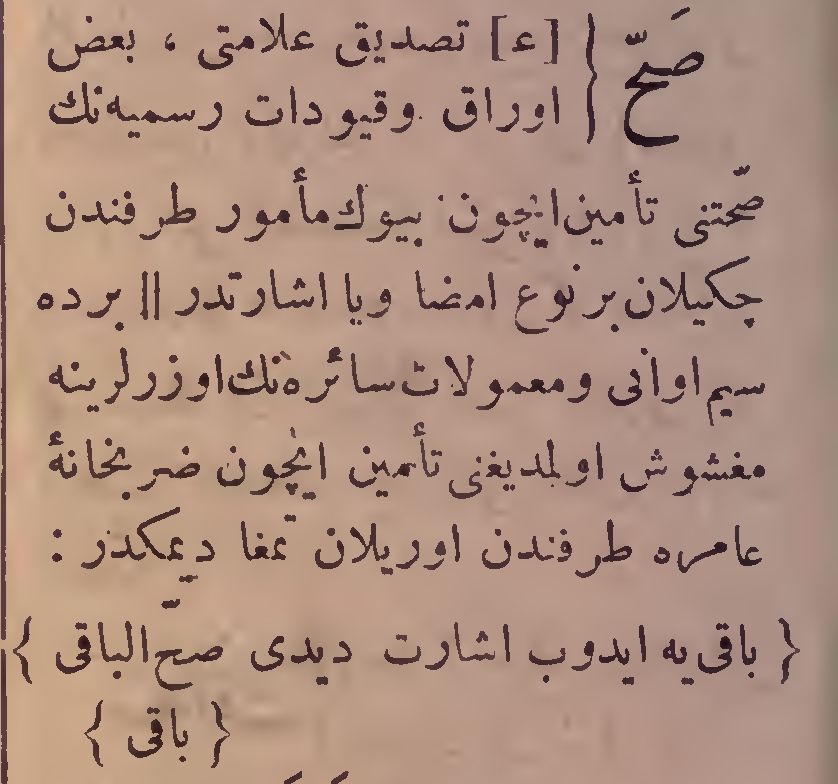 صَحّ { [ع] تصديق علامتى ، بعض
اوراق وقيودات رسميه‌نك
صحّتنى تأمين ايچون بيوك مأمور طرفندن
چكيلان بر نوع امضا ويا اشارتدر || برده
سيم اوانى ومعمولات سائره‌نك اوزرلرينه
مغشوش اولمديغنى تأمين ايچون ضربخانهٔ
عامره طرفندن اوريلان تمغا ديمكدر :
{ باقى يه ايدوب اشارت ديدى صحّ الباقى }
{ باقى }